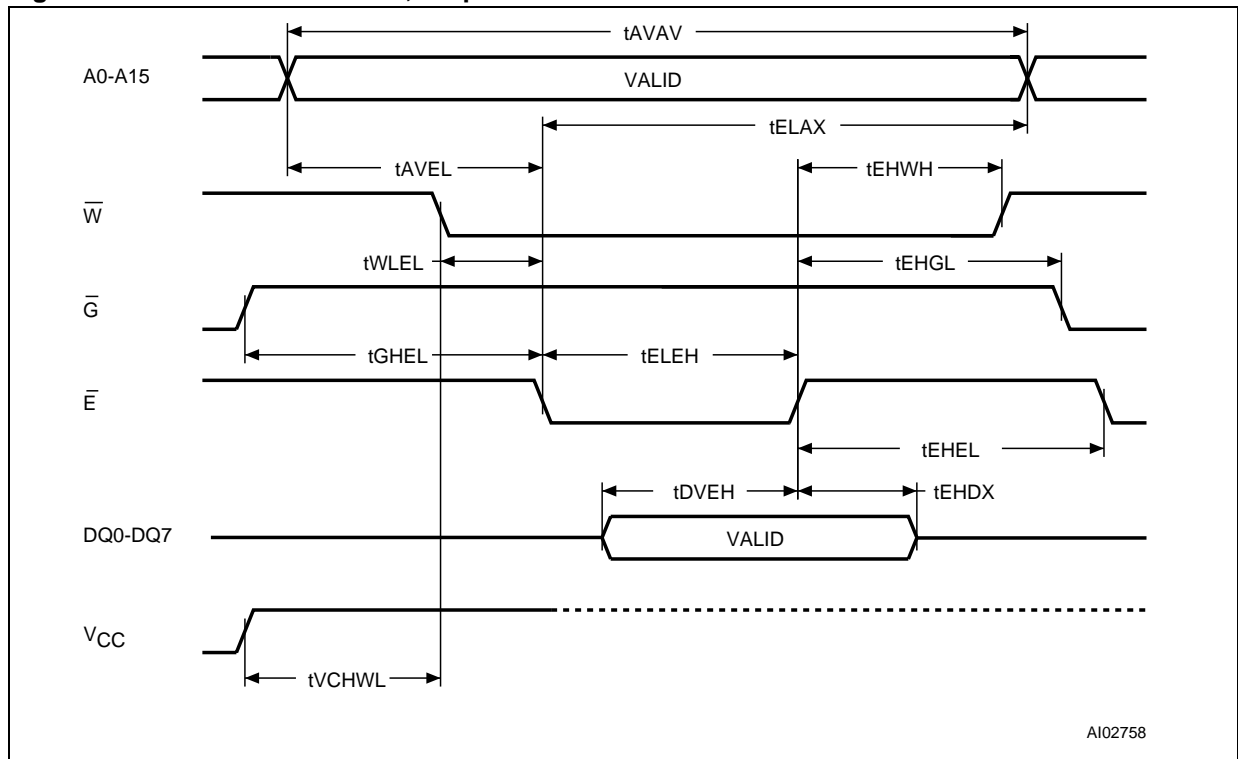 tAVAV
A0-A15
VALID
tELAX
tAVEL
tEHWH
W
tWLEL
tEHGL
G
tGHEL
tELEH
E
tEHEL
tDVEH
tEHDX
DQ0-DQ7
VALID
VCC
tVCHWL
AI02758